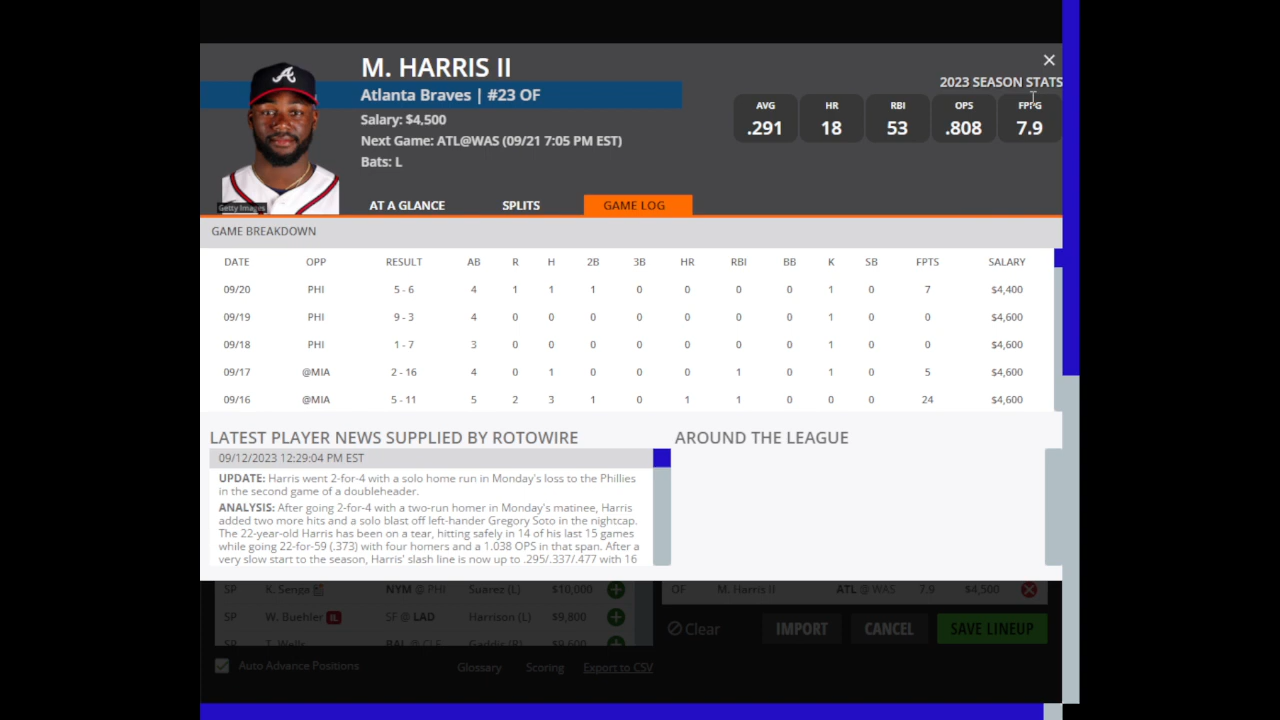 M. HARRIS II
Atlanta Braves | #23 OF
Salary: $4,500
Next Game: ATL@WAS (09/21 7:05 PM EST)
Bats: L
2023 SEASON STATS
AVG HR RBI OPS FPPG
.291 18 53 .808 7.9
Getty Images
AT A GLANCE SPLITS GAME LOG
GAME BREAKDOWN
DATE OPP RESULT AB R H 2B 3B HR RBI BB K SB FPTS SALARY
09/20 PHI 5 - 6 4 1 1 1 0 0 0 0 1 0 7 $4,400
09/19 PHI 9 - 3 4 0 0 0 0 0 0 0 1 0 0 $4,600
09/18 PHI 1 - 7 3 0 0 0 0 0 0 0 1 0 0 $4,600
09/17 @MIA 2 - 16 4 0 1 0 0 0 1 0 1 0 5 $4,600
09/16 @MIA 5 - 11 5 2 3 1 0 1 1 0 0 0 24 $4,600
LATEST PLAYER NEWS SUPPLIED BY ROTOWIRE
09/12/2023 12:29:04 PM EST
UPDATE: Harris went 2-for-4 with a solo home run in Monday's loss to the Phillies
in the second game of a doubleheader.
ANALYSIS: After going 2-for-4 with a two-run homer in Monday's matinee, Harris
added two more hits and a solo blast off left-hander Gregory Soto in the nightcap.
The 22-year-old Harris has been on a tear, hitting safely in 14 of his last 15 games
while going 22-for-59 (.373) with four homers and a 1.038 OPS in that span. After a
very slow start to the season, Harris' slash line is now up to .295/.337/.477 with 16
AROUND THE LEAGUE
SP K. Senga NYM @ PHI Suarez (L) $10,000
SP W. Buehler IL SF @ LAD Harrison (L) $9,800
SP T. Wells BAL @ CLE Gaddis (R) $9,600
OF M. Harris II ATL @ WAS 7.9 $4,500
Clear IMPORT CANCEL SAVE LINEUP
Auto Advance Positions Glossary Scoring Export to CSV